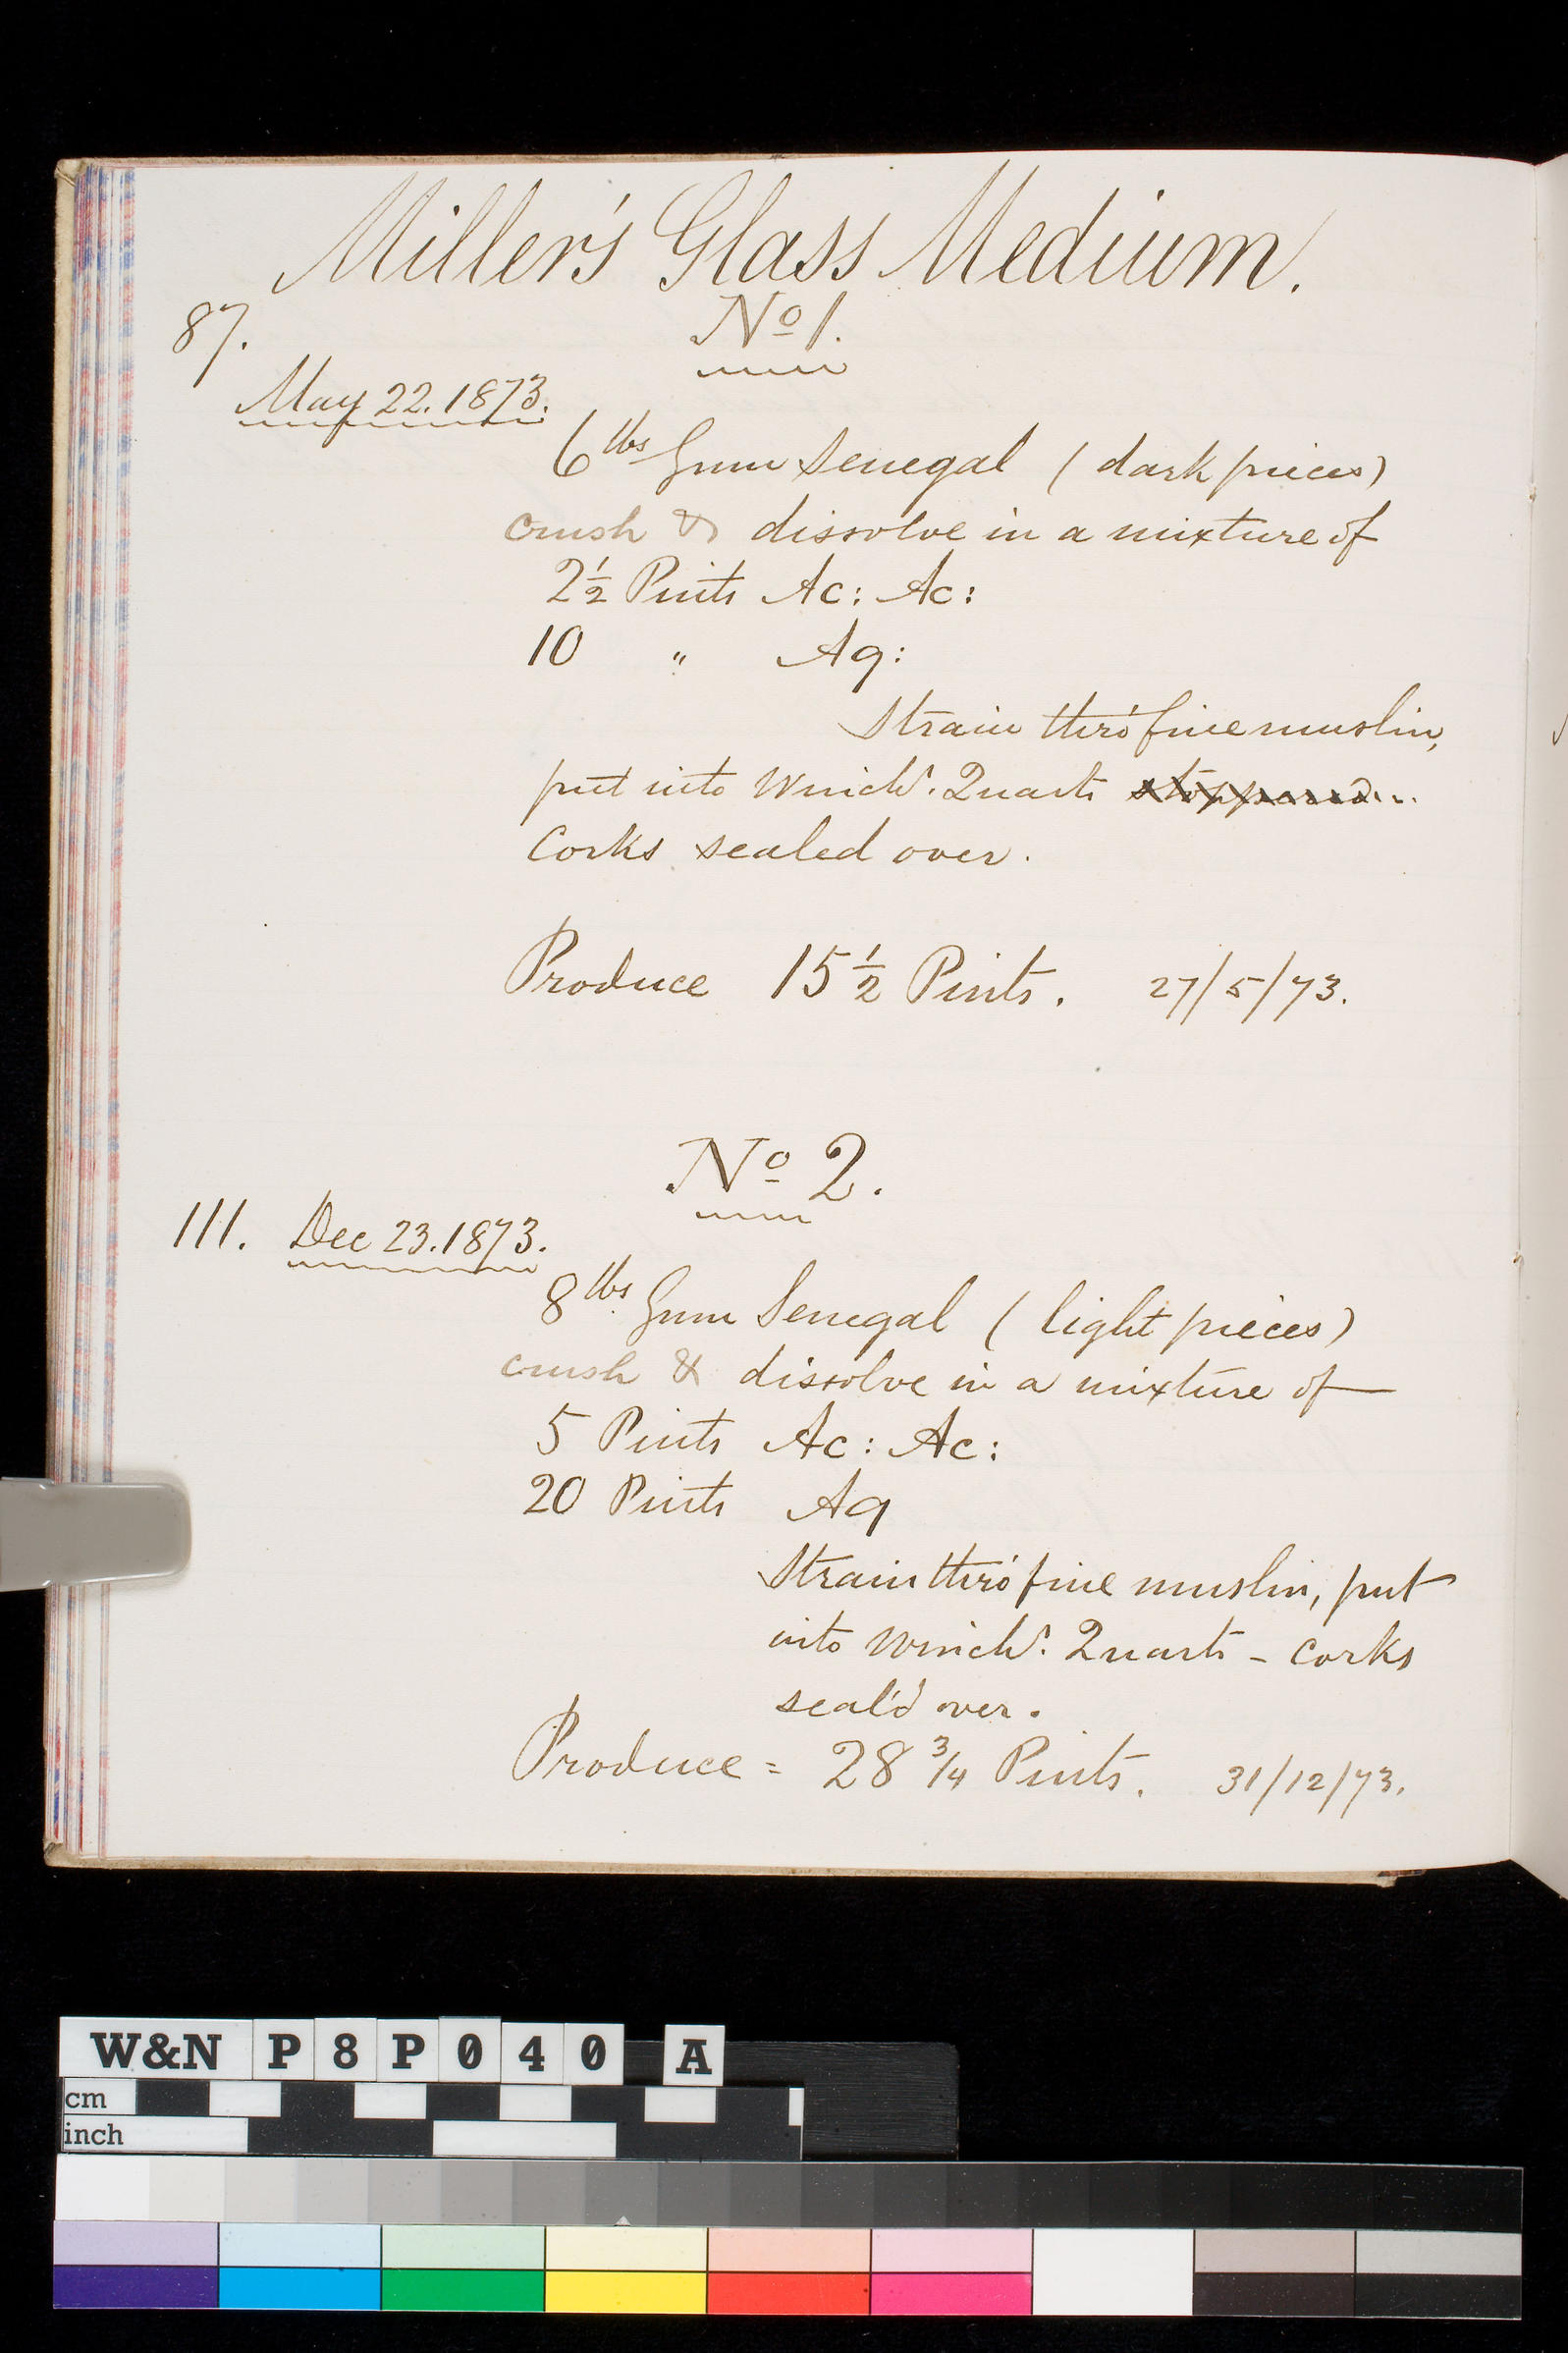 Miller's Glass Medium.
87.
No 1.
May 22. 1873.
6 lbs Gum Senegal (dark pieces)
crush & dissolve in a mixture of
2½ Pints Ac: Ac:
10 " Aq:
Strain thro' fine muslin,
put into Winchr. Quarts stoppered..
Corks sealed over.
Produce 15½ Pints. 27/5/73.
No 2.
111. Dec 23. 1873.
8 lbs Gum Senegal (light pieces)
crush & dissolve in a mixture of
5 Pints Ac: Ac:
20 Pints Aq
Strain thro' fine muslin, put
into Winchr. Quarts - corks
seal'd over.
Produce = 28 3/4 Pints. 31/12/73.
W&N P8P040 A
cm
inch